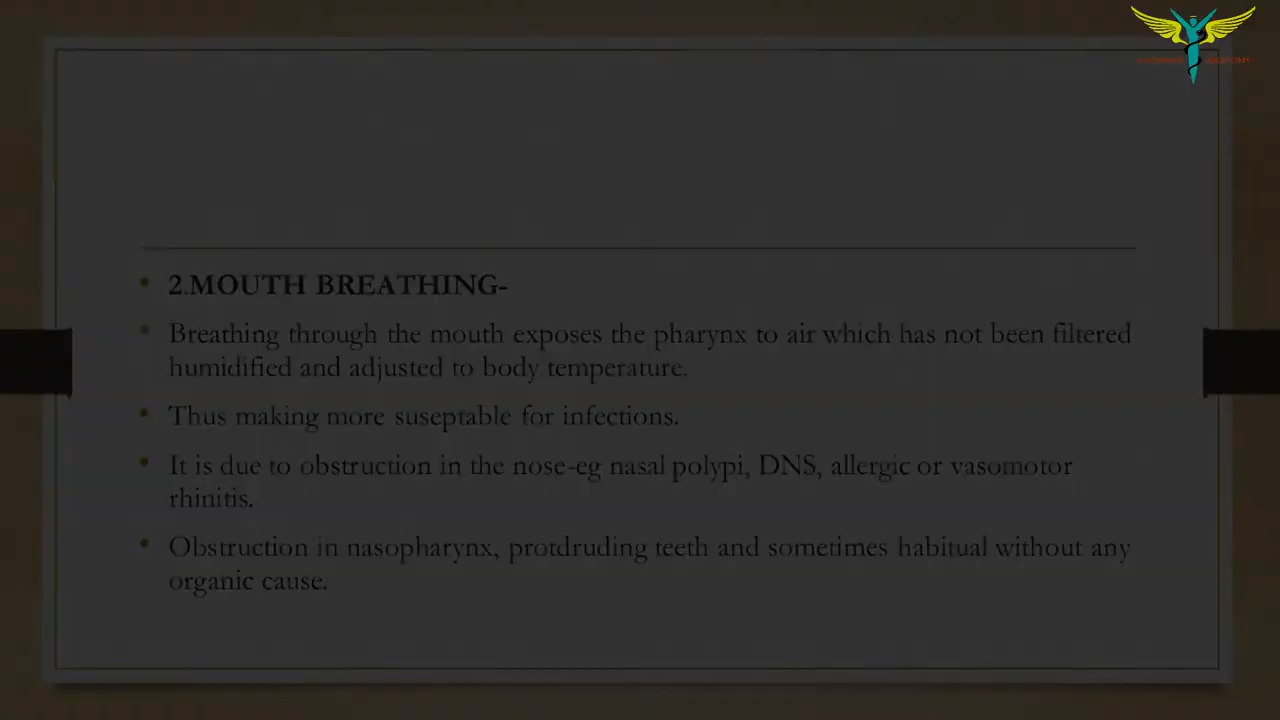 2.MOUTH BREATHING-
Breathing through the mouth exposes the pharynx to air which has not been filtered
humidified and adjusted to body temperature.
Thus making more suseptable for infections.
It is due to obstruction in the nose-eg nasal polypi, DNS, allergic or vasomotor
rhinitis.
Obstruction in nasopharynx, protdruding teeth and sometimes habitual without any
organic cause.